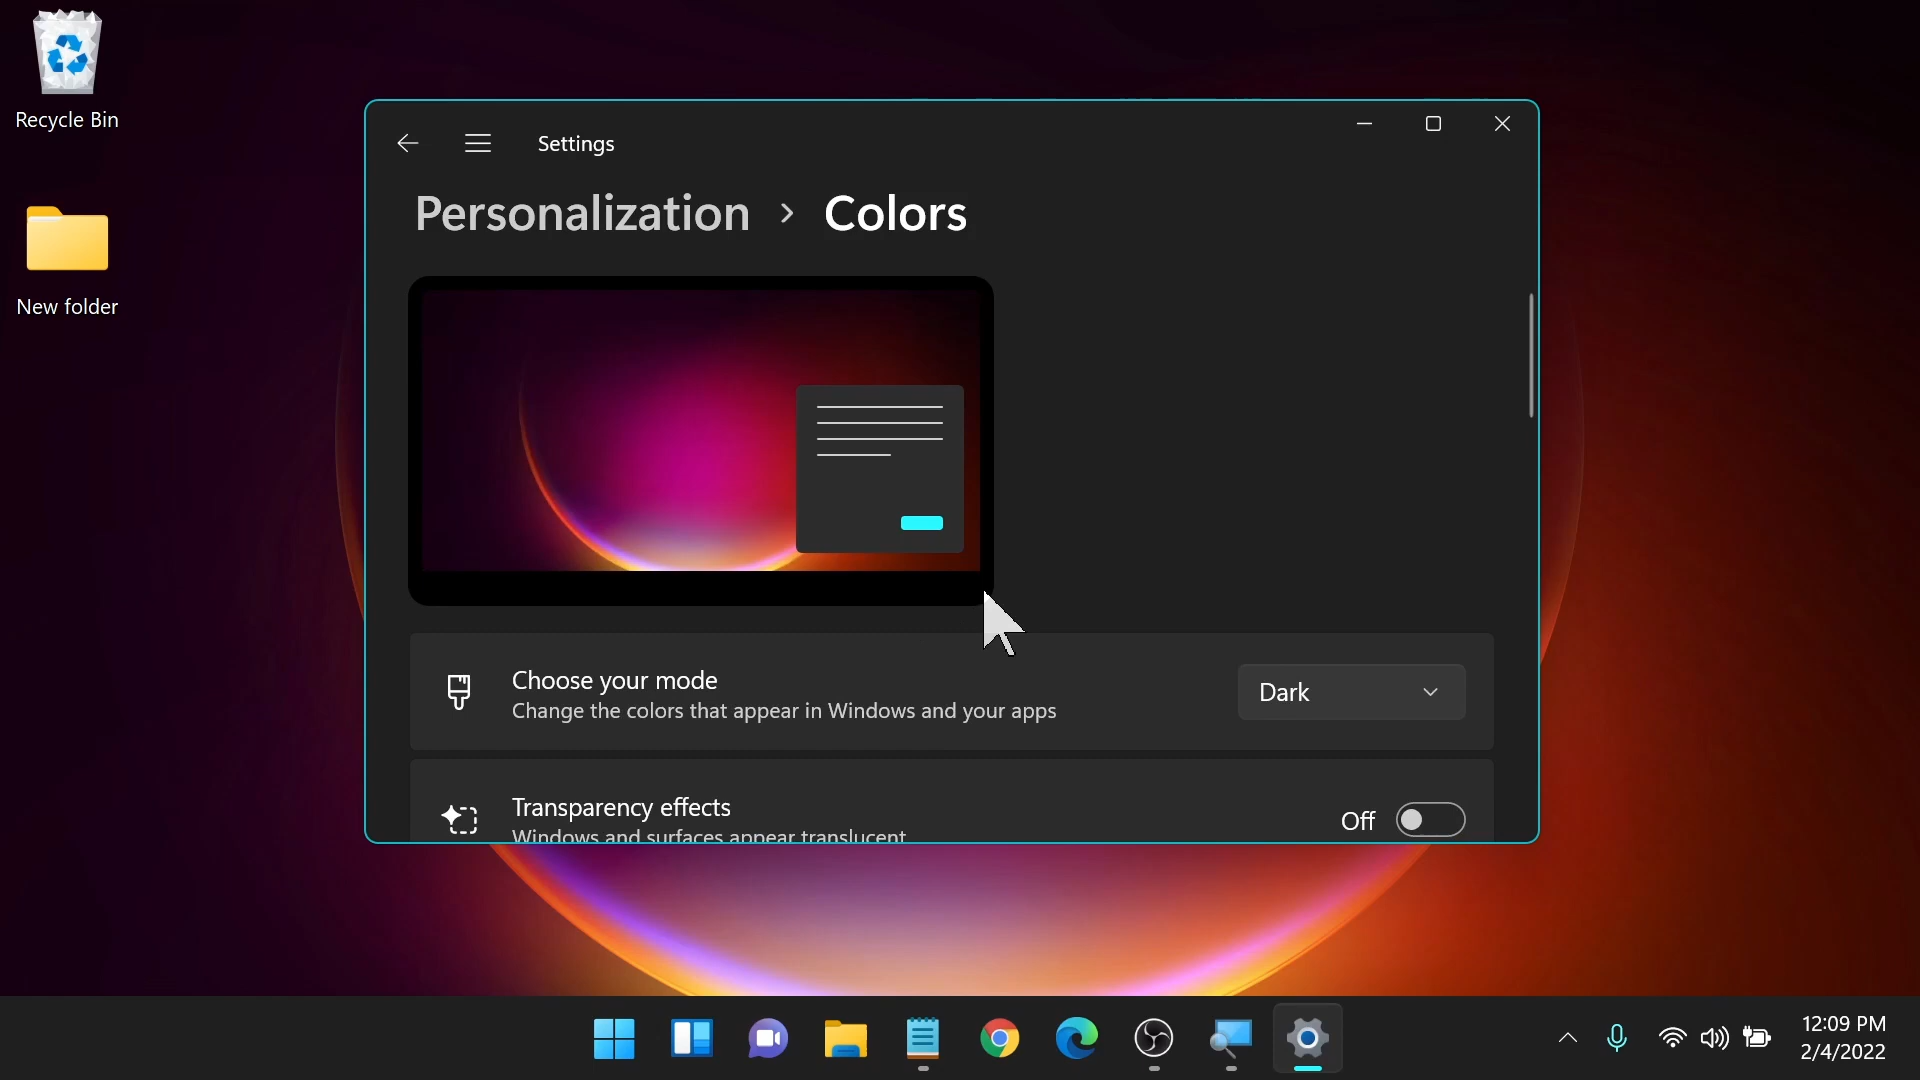 Recycle Bin
New folder
Settings
Personalization > Colors
Choose your mode
Change the colors that appear in Windows and your apps
Dark
Transparency effects
Windows and surfaces appear translucent
Off
12:09 PM
2/4/2022